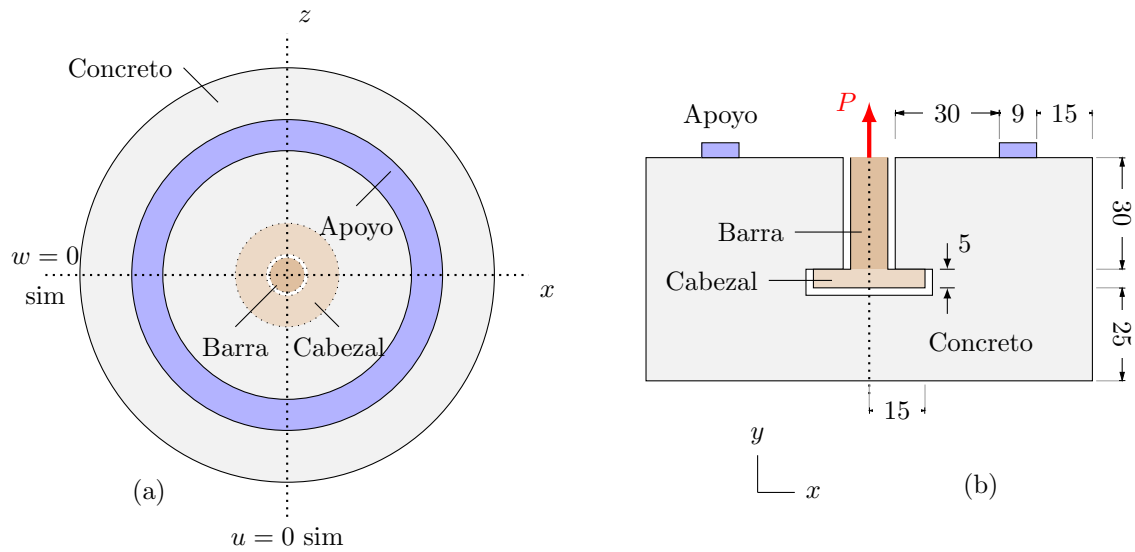 z
Concreto
Apoyo
w = 0
sim
x
Barra
Cabezal
(a)
u = 0 sim
P
Apoyo
30
9
15
Barra
30
5
Cabezal
Concreto
25
15
y
x
(b)